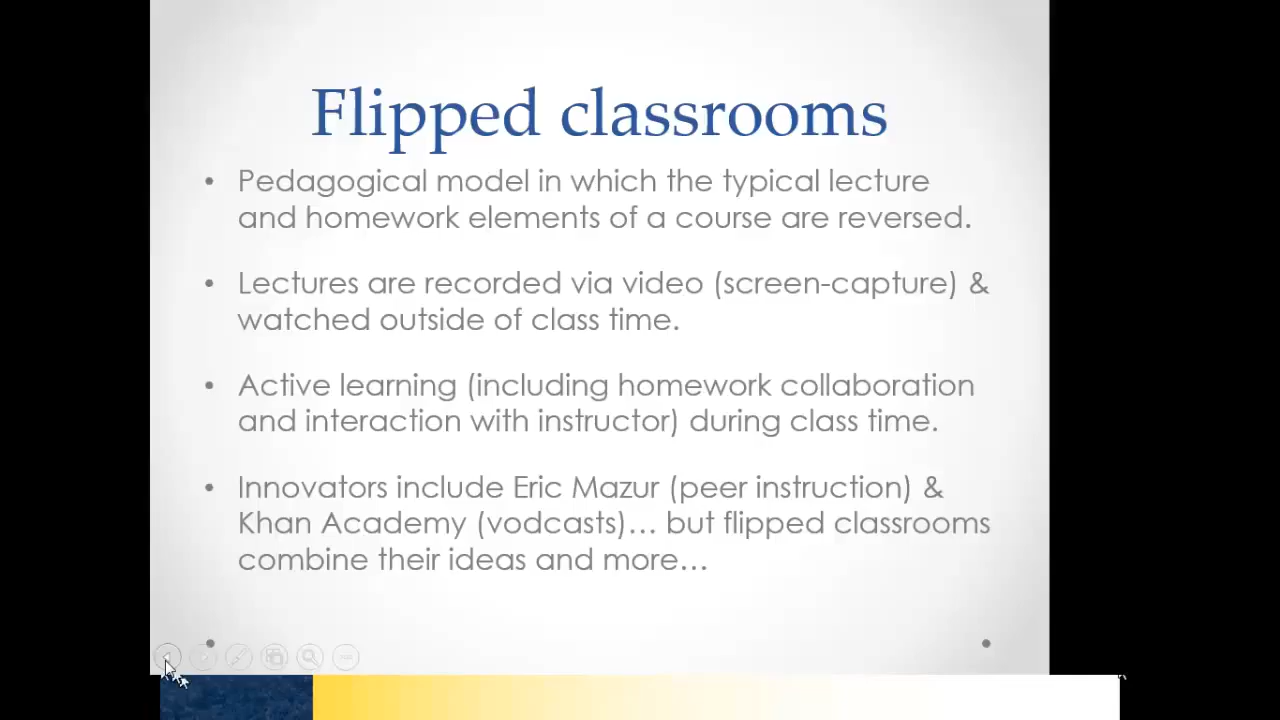 Flipped classrooms
• Pedagogical model in which the typical lecture
and homework elements of a course are reversed.
• Lectures are recorded via video (screen-capture) &
watched outside of class time.
• Active learning (including homework collaboration
and interaction with instructor) during class time.
• Innovators include Eric Mazur (peer instruction) &
Khan Academy (vodcasts)… but flipped classrooms
combine their ideas and more…